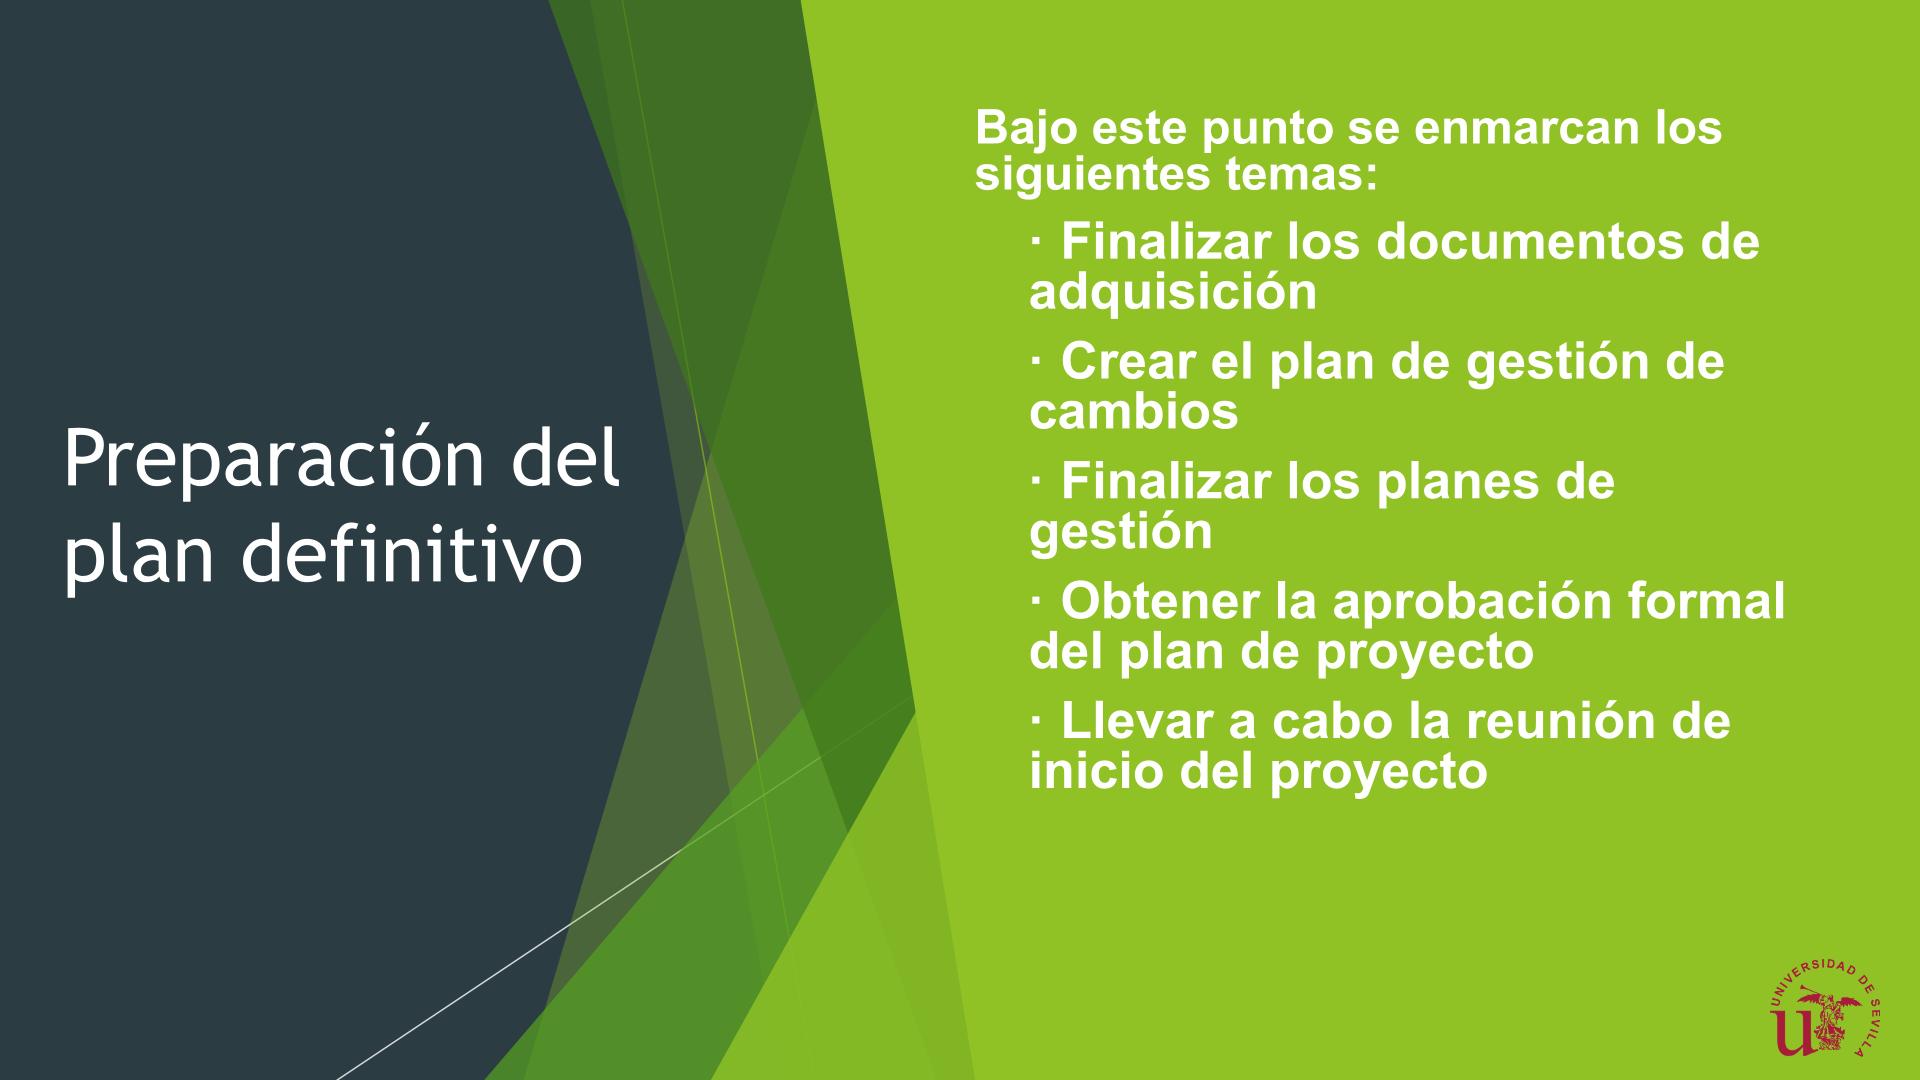 Preparación del
plan definitivo
Bajo este punto se enmarcan los
siguientes temas:
· Finalizar los documentos de
adquisición
· Crear el plan de gestión de
cambios
· Finalizar los planes de
gestión
· Obtener la aprobación formal
del plan de proyecto
· Llevar a cabo la reunión de
inicio del proyecto
UNIVERSIDAD DE SEVILLA
u